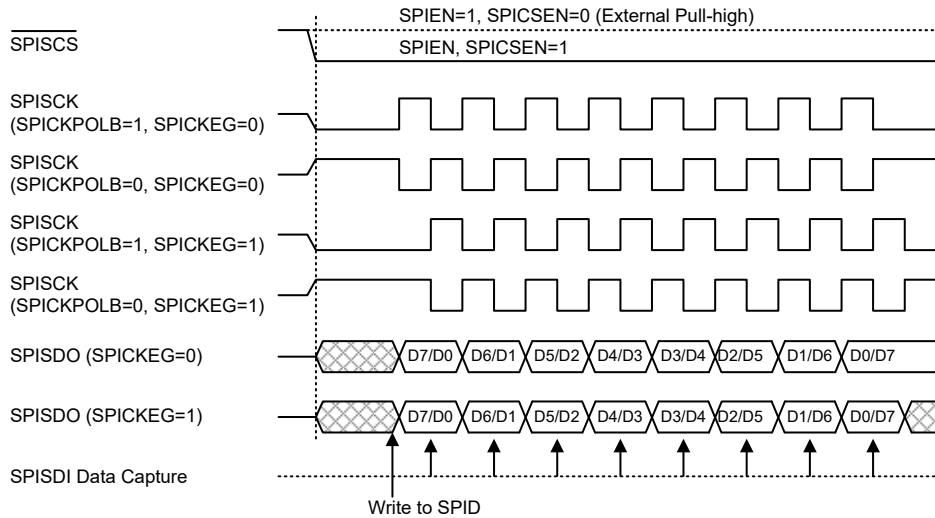 SPIEN=1, SPICSEN=0 (External Pull-high)
SPISCS
SPIEN, SPICSEN=1
SPISCK
(SPICKPOLB=1, SPICKEG=0)
SPISCK
(SPICKPOLB=0, SPICKEG=0)
SPISCK
(SPICKPOLB=1, SPICKEG=1)
SPISCK
(SPICKPOLB=0, SPICKEG=1)
SPISDO (SPICKEG=0) D7/D0 D6/D1 D5/D2 D4/D3 D3/D4 D2/D5 D1/D6 D0/D7
SPISDO (SPICKEG=1) D7/D0 D6/D1 D5/D2 D4/D3 D3/D4 D2/D5 D1/D6 D0/D7
SPISDI Data Capture
Write to SPID